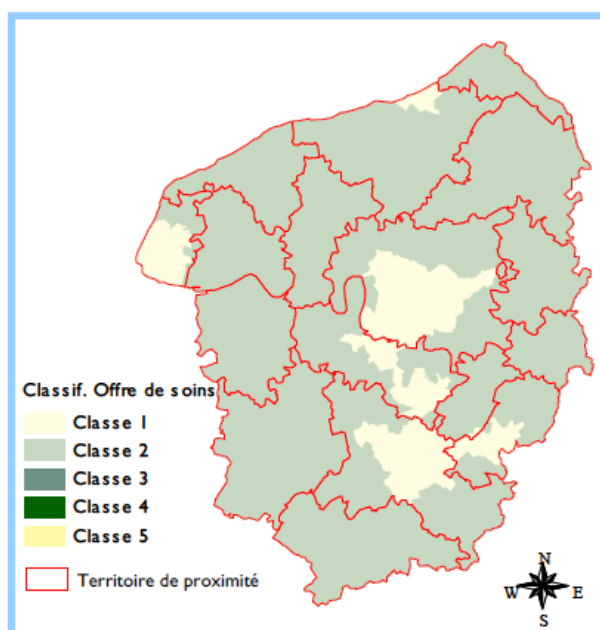 Classif. Offre de soins
Classe 1
Classe 2
Classe 3
Classe 4
Classe 5
Territoire de proximité
N
W E
S